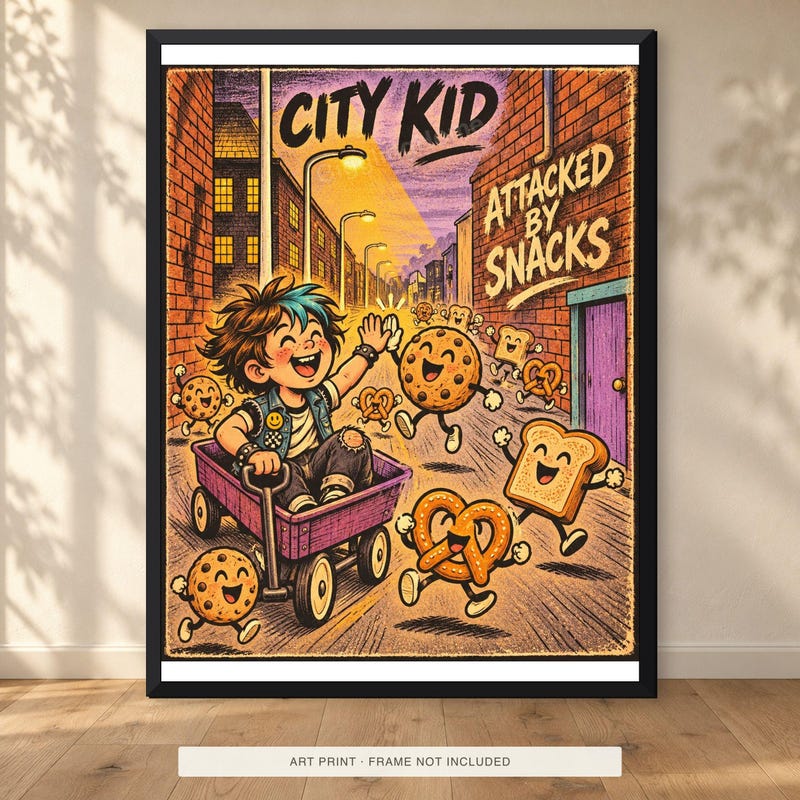 CITY KID
ATTACKED
BY
SNACKS
ART PRINT · FRAME NOT INCLUDED